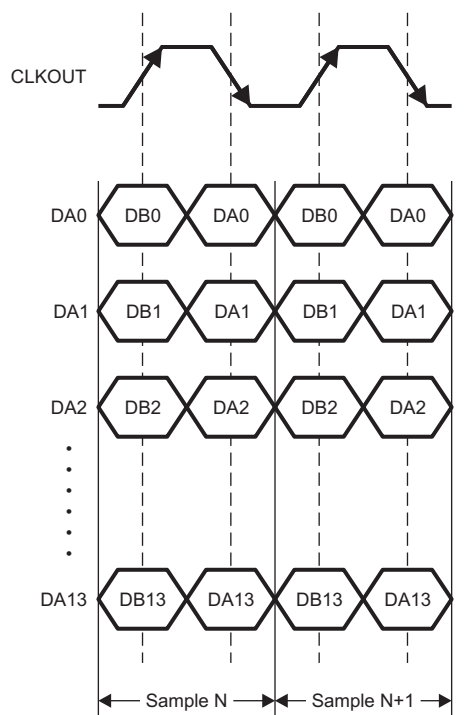 CLKOUT
DA0 DB0 DA0 DB0 DA0
DA1 DB1 DA1 DB1 DA1
DA2 DB2 DA2 DB2 DA2
DA13 DB13 DA13 DB13 DA13
Sample N Sample N+1